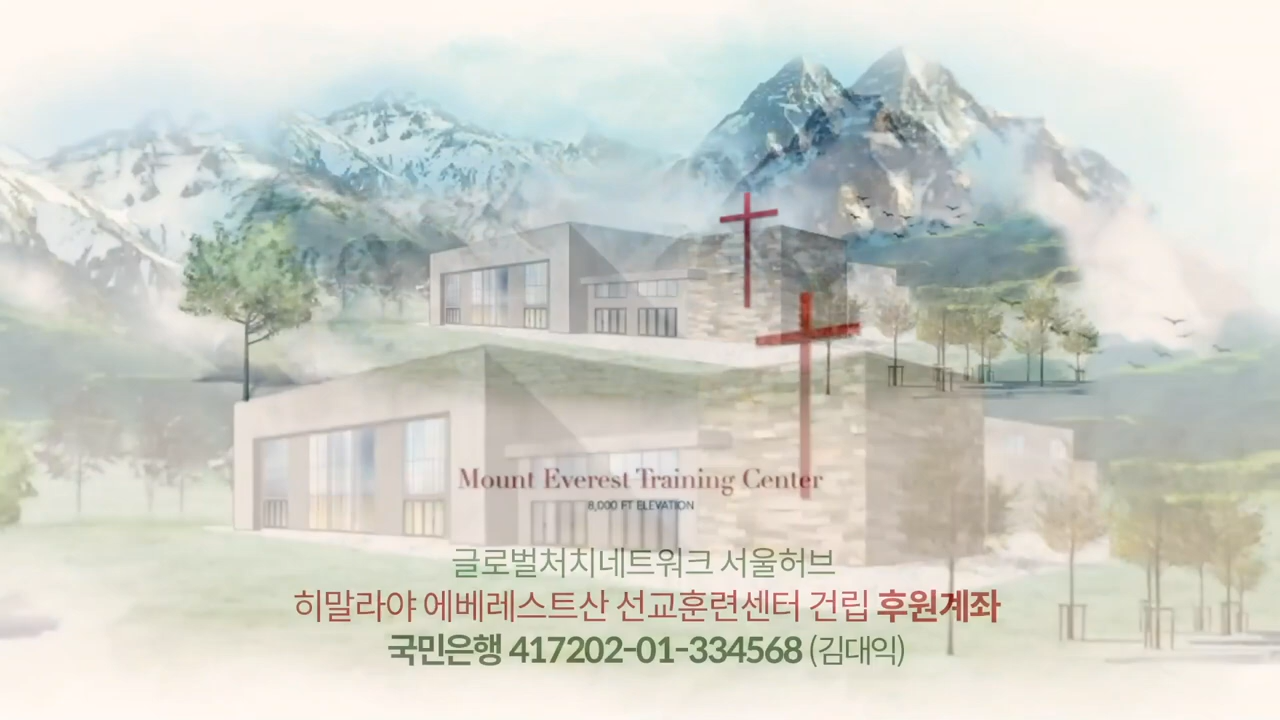 Mount Everest Training Center
8,000 FT ELEVATION
글로벌처치네트워크 서울허브
히말라야 에베레스트산 선교훈련센터 건립 후원계좌
국민은행 417202-01-334568 (김대익)